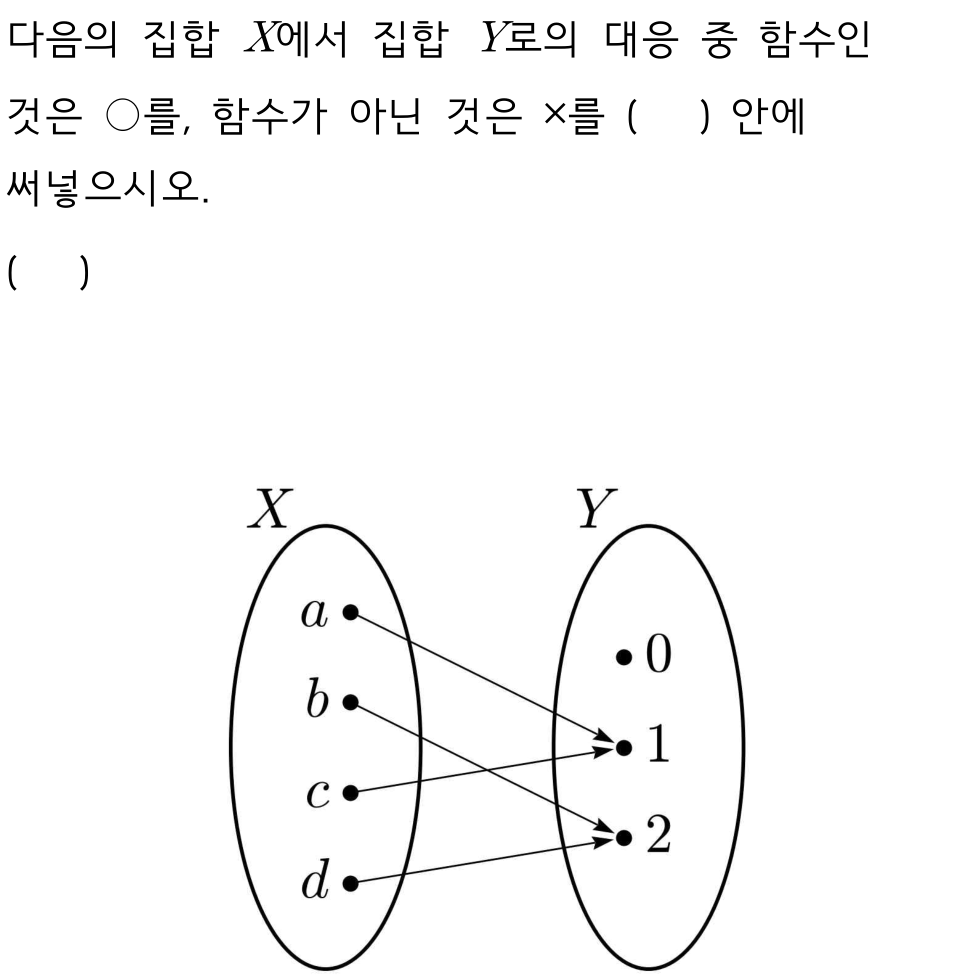 다음의 집합 X에서 집합 Y로의 대응 중 함수인
것은 ○를, 함수가 아닌 것은 ×를 (   ) 안에
써넣으시오.
(   )
X Y
a
0
b
1
c
2
d